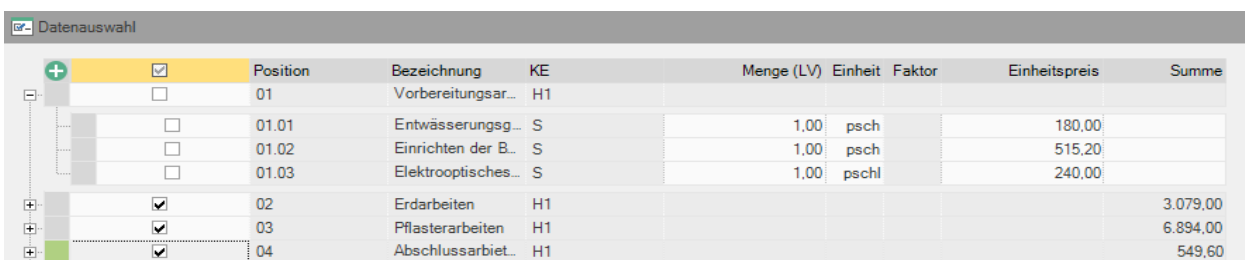 Datenauswahl
Position Bezeichnung KE Menge (LV) Einheit Faktor Einheitspreis Summe
01 Vorbereitungsar... H1
01.01 Entwässerungsg... S 1,00 psch 180,00
01.02 Einrichten der B... S 1,00 psch 515,20
01.03 Elektrooptisches... S 1,00 pschl 240,00
02 Erdarbeiten H1 3.079,00
03 Pflasterarbeiten H1 6.894,00
04 Abschlussarbiet... H1 549,60